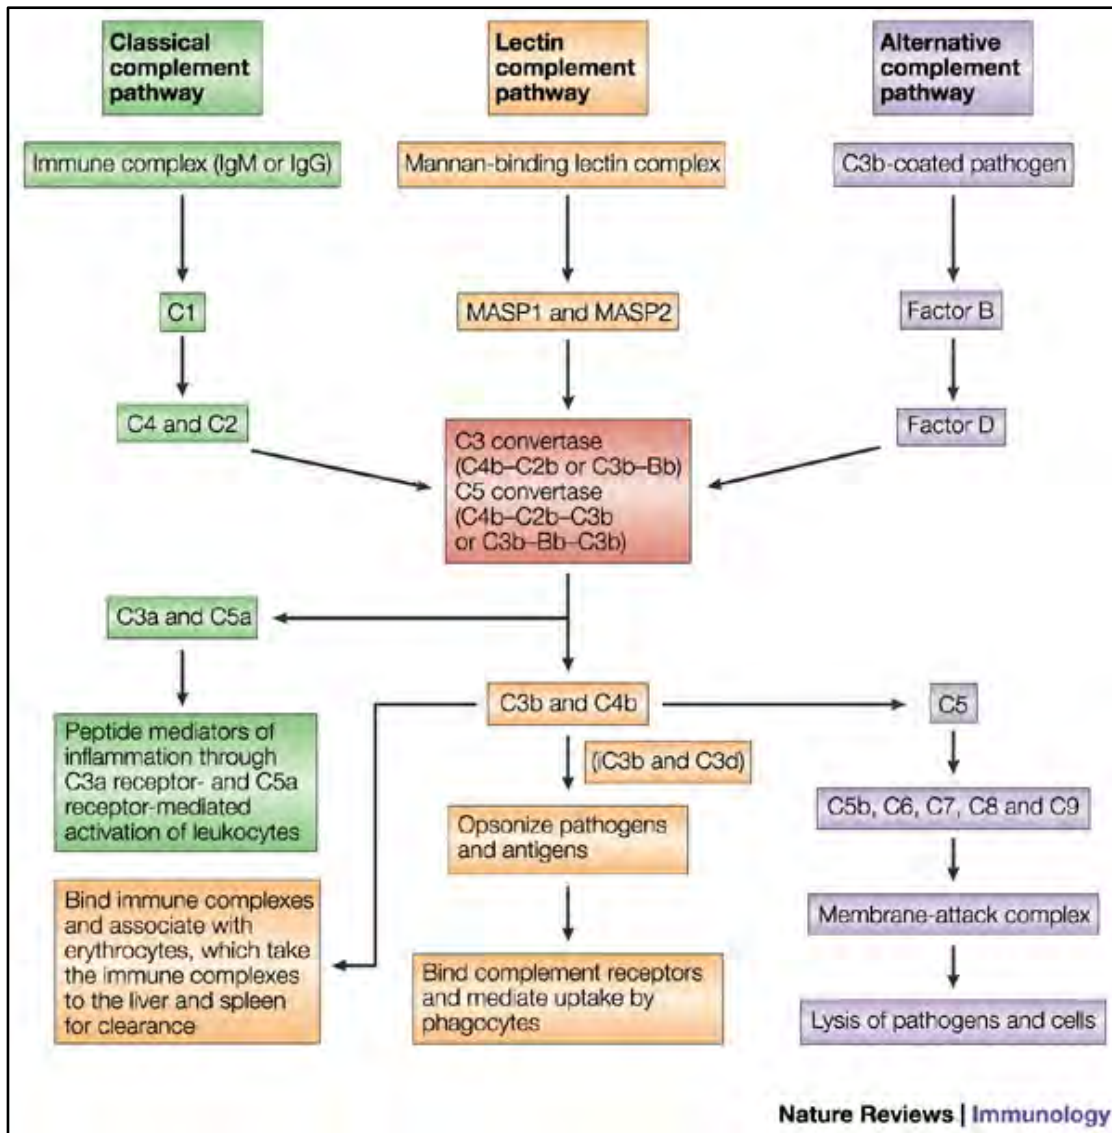 Classical
complement
pathway
Lectin
complement
pathway
Alternative
complement
pathway
Immune complex (IgM or IgG)
Mannan-binding lectin complex
C3b-coated pathogen
C1
MASP1 and MASP2
Factor B
C4 and C2
Factor D
C3 convertase
(C4b–C2b or C3b–Bb)
C5 convertase
(C4b–C2b–C3b
or C3b–Bb–C3b)
C3a and C5a
C3b and C4b
C5
Peptide mediators of
inflammation through
C3a receptor- and C5a
receptor-mediated
activation of leukocytes
(iC3b and C3d)
C5b, C6, C7, C8 and C9
Opsonize pathogens
and antigens
Bind immune complexes
and associate with
erythrocytes, which take
the immune complexes
to the liver and spleen
for clearance
Membrane-attack complex
Bind complement receptors
and mediate uptake by
phagocytes
Lysis of pathogens and cells
Nature Reviews | Immunology